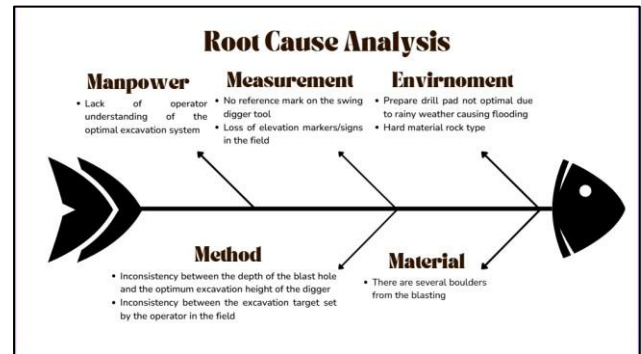 Root Cause Analysis
Manpower
• Lack of operator
understanding of the
optimal excavation system
Measurement
• No reference mark on the swing
digger tool
• Loss of elevation markers/signs
in the field
Envirnoment
• Prepare drill pad not optimal due
to rainy weather causing flooding
• Hard material rock type
Method
• Inconsistency between the depth of the blast hole
and the optimum excavation height of the digger
• Inconsistency between the excavation target set
by the operator in the field
Material
• There are several boulders
from the blasting